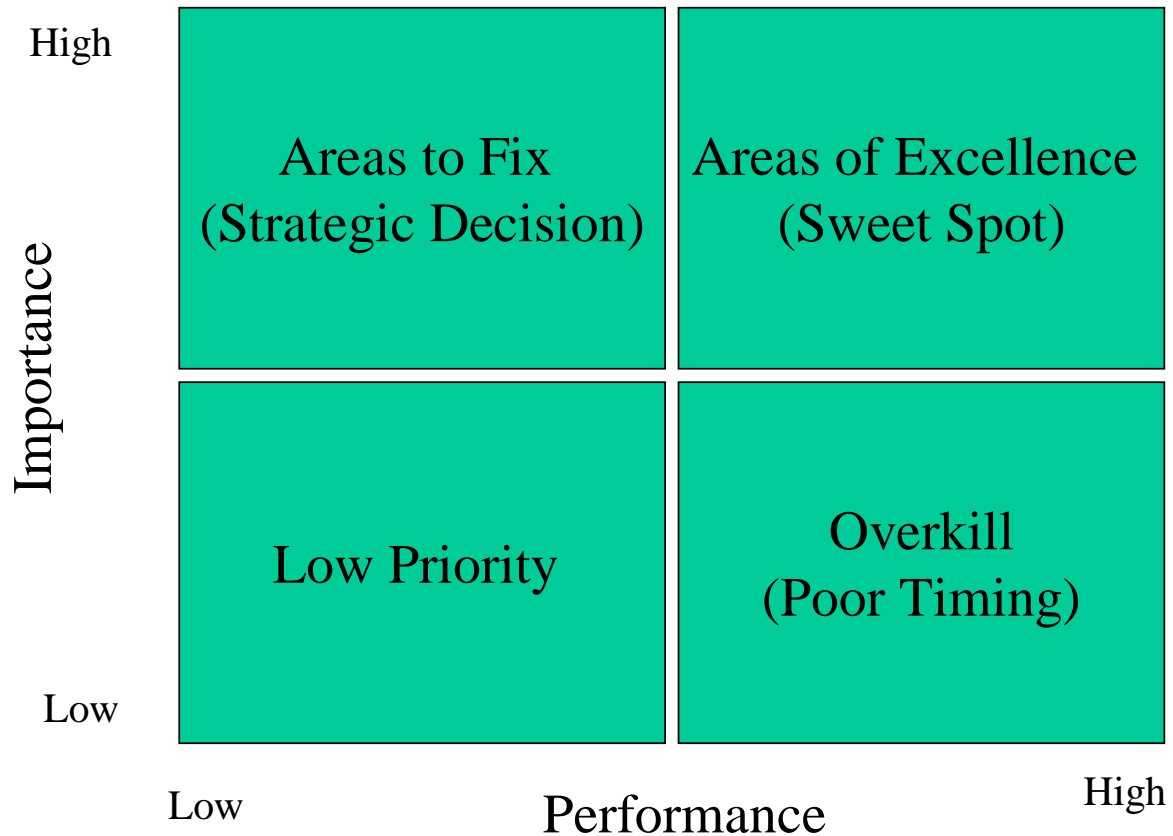 High
Areas to Fix
(Strategic Decision)
Areas of Excellence
(Sweet Spot)
Importance
Low Priority
Overkill
(Poor Timing)
Low
Low
Performance
High